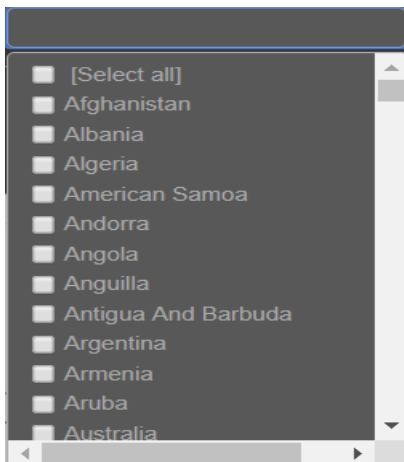 [Select all]
Afghanistan
Albania
Algeria
American Samoa
Andorra
Angola
Anguilla
Antigua And Barbuda
Argentina
Armenia
Aruba
Australia